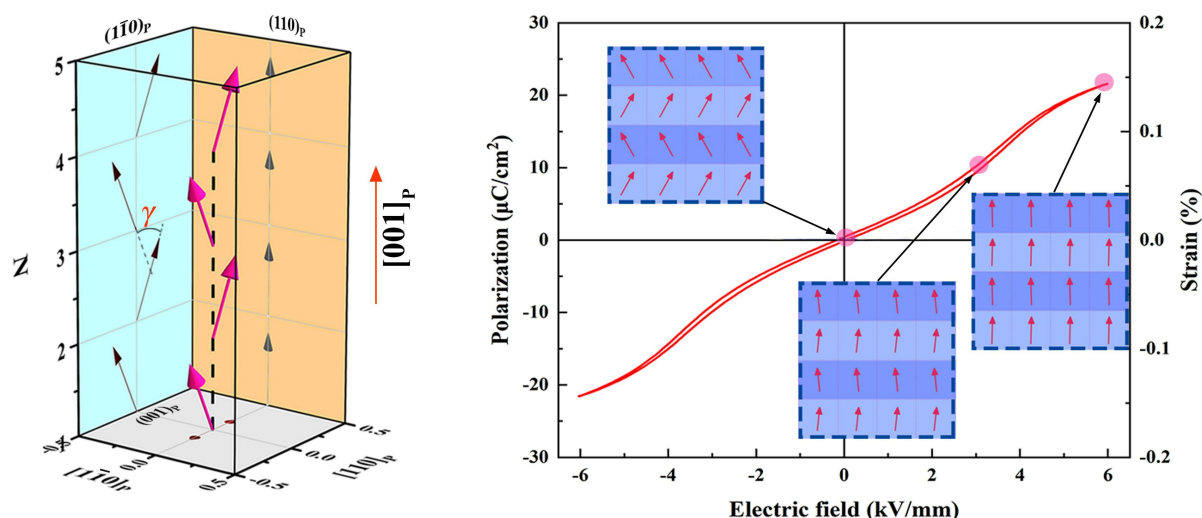 (11̄0)ₚ
(110)ₚ
5
4
3
2
Z
γ
[001]ₚ
(001)ₚ
-0.5
0.0
0.5
[11̄0]ₚ
-0.5
0.0
0.5
[110]ₚ
30
20
10
0
-10
-20
-30
Polarization (μC/cm²)
-6
-4
-2
0
2
4
6
Electric field (kV/mm)
0.2
0.1
0.0
-0.1
-0.2
Strain (%)